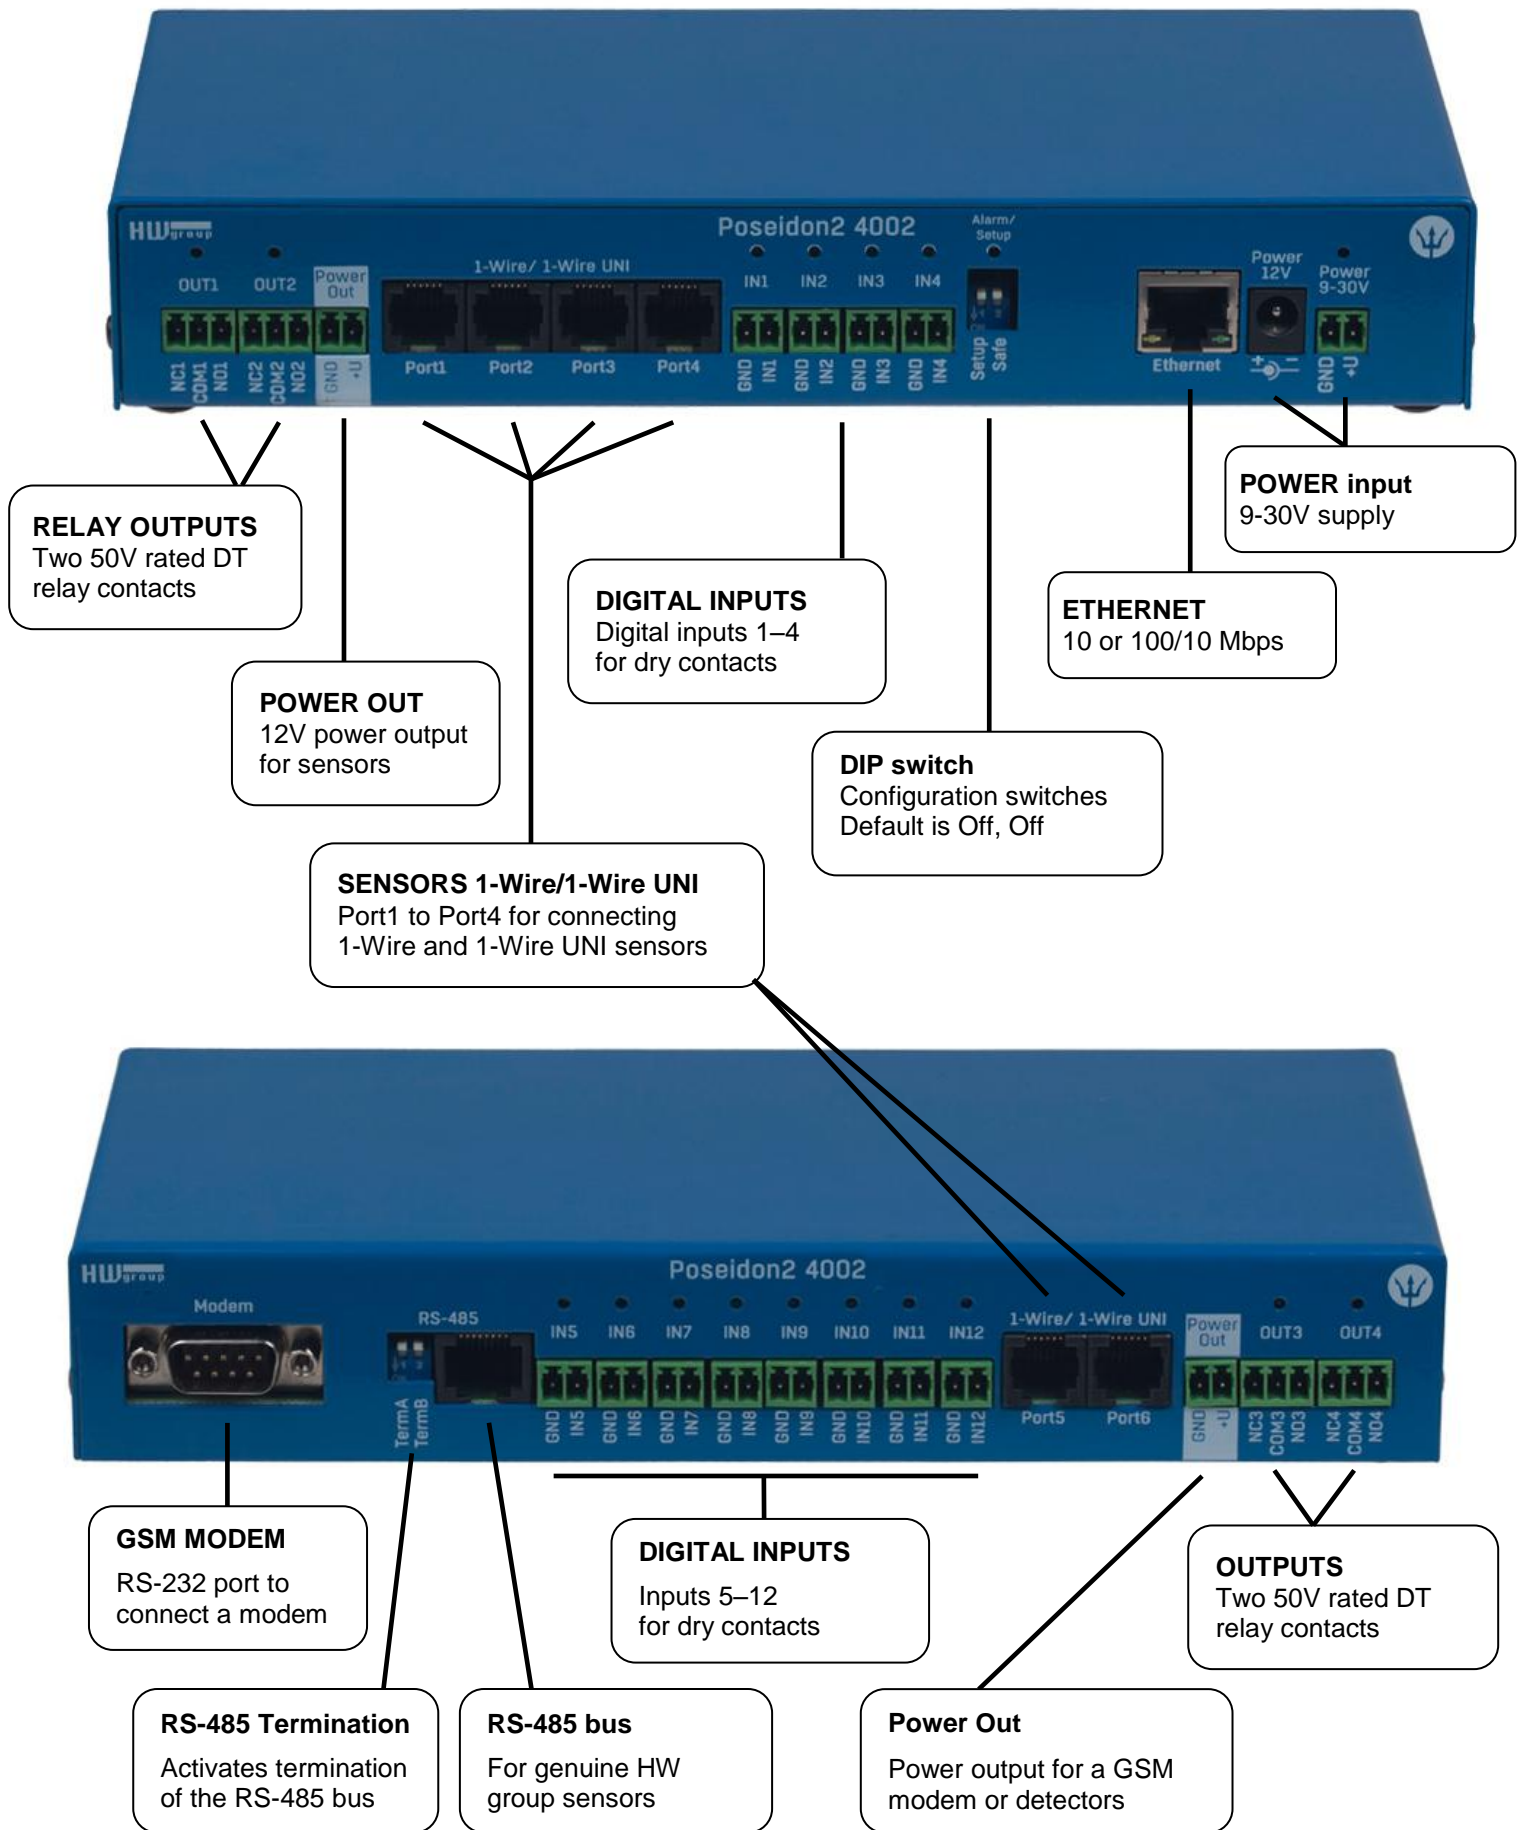 HWgroup
Poseidon2 4002
Alarm/
Setup
OUT1
OUT2
Power
Out
1-Wire/ 1-Wire UNI
IN1
IN2
IN3
IN4
Power
12V
Power
9-30V
NC1
COM1
NO1
NC2
COM2
NO2
GND
+U
Port1
Port2
Port3
Port4
GND
IN1
GND
IN2
GND
IN3
GND
IN4
Setup
Safe
Ethernet
+ −
GND
+U
RELAY OUTPUTS
Two 50V rated DT
relay contacts
POWER OUT
12V power output
for sensors
DIGITAL INPUTS
Digital inputs 1–4
for dry contacts
POWER input
9-30V supply
ETHERNET
10 or 100/10 Mbps
DIP switch
Configuration switches
Default is Off, Off
SENSORS 1-Wire/1-Wire UNI
Port1 to Port4 for connecting
1-Wire and 1-Wire UNI sensors
HWgroup
Poseidon2 4002
Modem
RS-485
IN5
IN6
IN7
IN8
IN9
IN10
IN11
IN12
1-Wire/ 1-Wire UNI
Power
Out
OUT3
OUT4
TermA
TermB
GND
IN5
GND
IN6
GND
IN7
GND
IN8
GND
IN9
GND
IN10
GND
IN11
GND
IN12
Port5
Port6
GND
+U
NC3
COM3
NO3
NC4
COM4
NO4
GSM MODEM
RS-232 port to
connect a modem
DIGITAL INPUTS
Inputs 5–12
for dry contacts
OUTPUTS
Two 50V rated DT
relay contacts
RS-485 Termination
Activates termination
of the RS-485 bus
RS-485 bus
For genuine HW
group sensors
Power Out
Power output for a GSM
modem or detectors